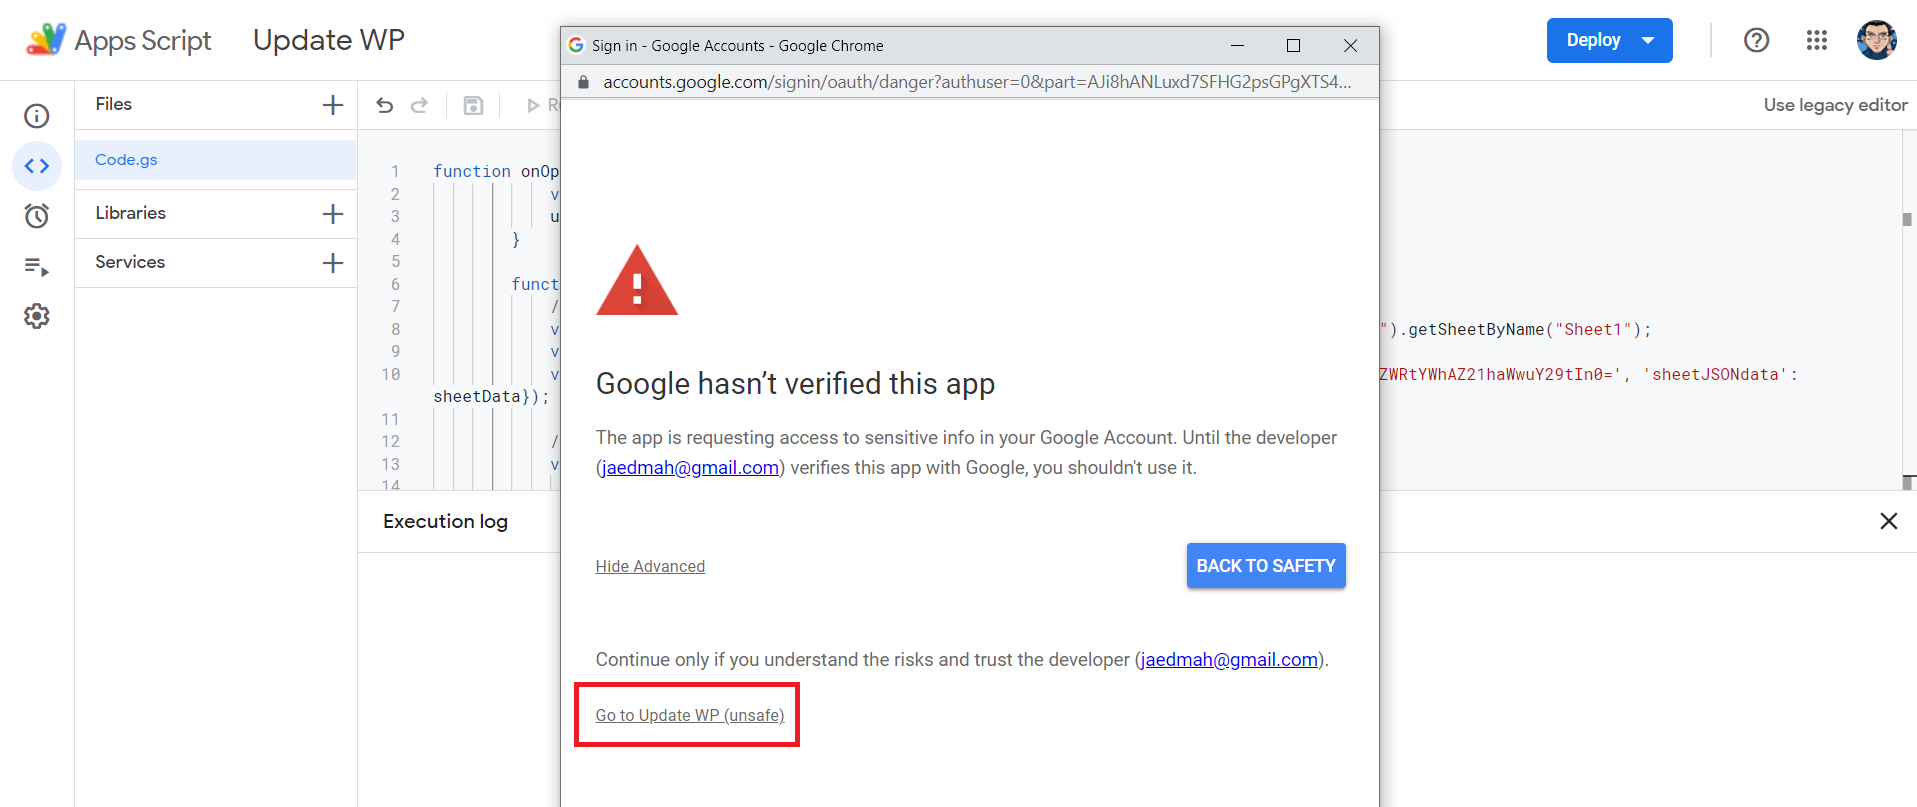 Apps Script
Update WP
Deploy
Files
Code.gs
Libraries
Services
Use legacy editor
1 function onOp
2 v
3 u
4 }
5
6 funct
7 /
8 v ").getSheetByName("Sheet1");
9 v
10 v ZWRtYWhAZ21haWwuY29tIn0=', 'sheetJSONdata':
sheetData});
11
12 /
13 v
14
Execution log
Sign in - Google Accounts - Google Chrome
accounts.google.com/signin/oauth/danger?authuser=0&part=AJi8hANLuxd7SFHG2psGPgXTS4...
Google hasn’t verified this app
The app is requesting access to sensitive info in your Google Account. Until the developer
(jaedmah@gmail.com) verifies this app with Google, you shouldn't use it.
Hide Advanced
BACK TO SAFETY
Continue only if you understand the risks and trust the developer (jaedmah@gmail.com).
Go to Update WP (unsafe)